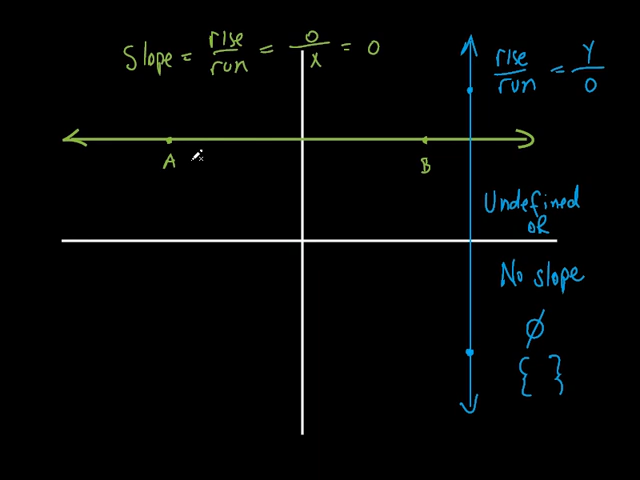 Slope = rise/run = 0/x = 0
rise/run = Y/0
A
B
Undefined
OR
No slope
∅
{ }